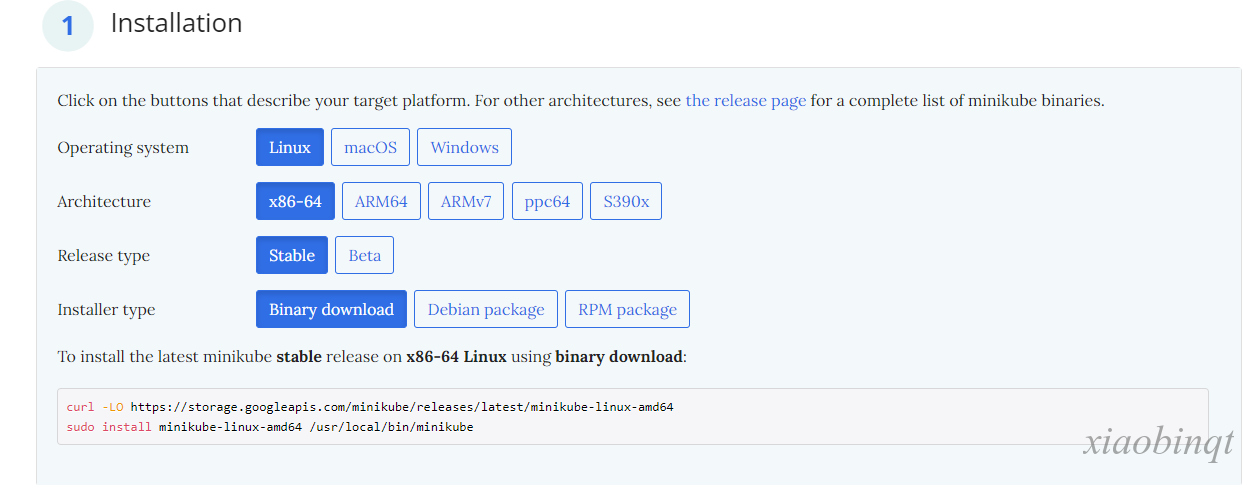 1 Installation
Click on the buttons that describe your target platform. For other architectures, see the release page for a complete list of minikube binaries.
Operating system Linux macOS Windows
Architecture x86-64 ARM64 ARMv7 ppc64 S390x
Release type Stable Beta
Installer type Binary download Debian package RPM package
To install the latest minikube stable release on x86-64 Linux using binary download:
curl -LO https://storage.googleapis.com/minikube/releases/latest/minikube-linux-amd64
sudo install minikube-linux-amd64 /usr/local/bin/minikube
xiaobinqt